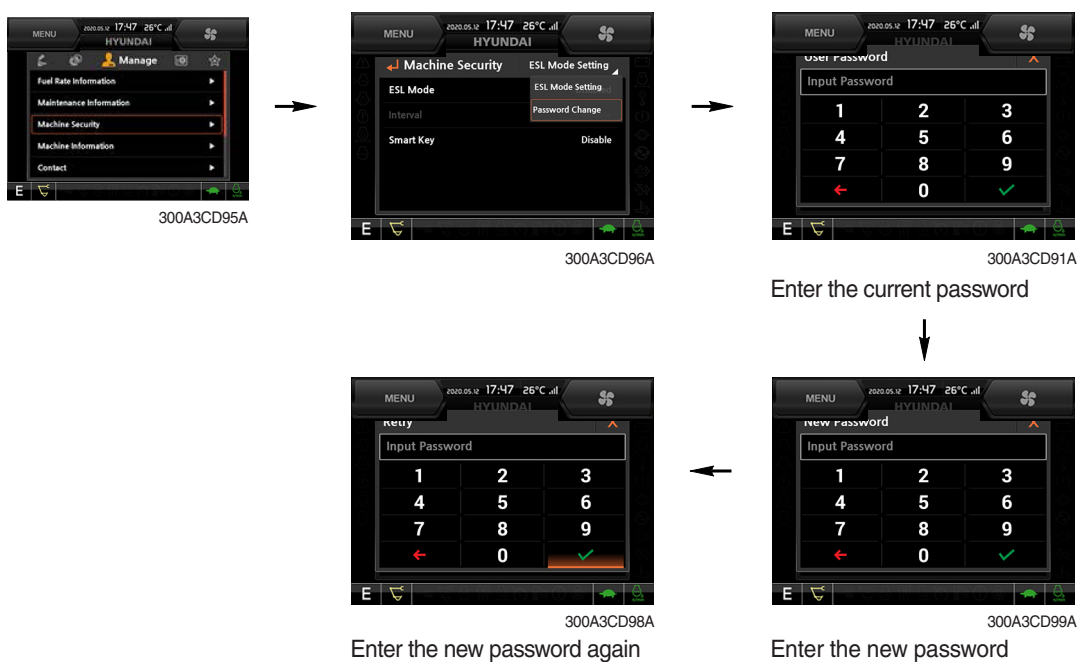 MENU
2020.05.12 17:47 26°C
HYUNDAI
Manage
Fuel Rate Information
Maintenance Information
Machine Security
Machine Information
Contact
E
300A3CD95A
MENU
2020.05.12 17:47 26°C
HYUNDAI
Machine Security
ESL Mode Setting
ESL Mode
ESL Mode Setting
Password Change
Interval
Smart Key
Disable
E
300A3CD96A
MENU
2020.05.12 17:47 26°C
HYUNDAI
User Password
X
Input Password
1 2 3
4 5 6
7 8 9
0
E
300A3CD91A
Enter the current password
MENU
2020.05.12 17:47 26°C
HYUNDAI
Retry
X
Input Password
1 2 3
4 5 6
7 8 9
0
E
300A3CD98A
Enter the new password again
MENU
2020.05.12 17:47 26°C
HYUNDAI
New Password
X
Input Password
1 2 3
4 5 6
7 8 9
0
E
300A3CD99A
Enter the new password